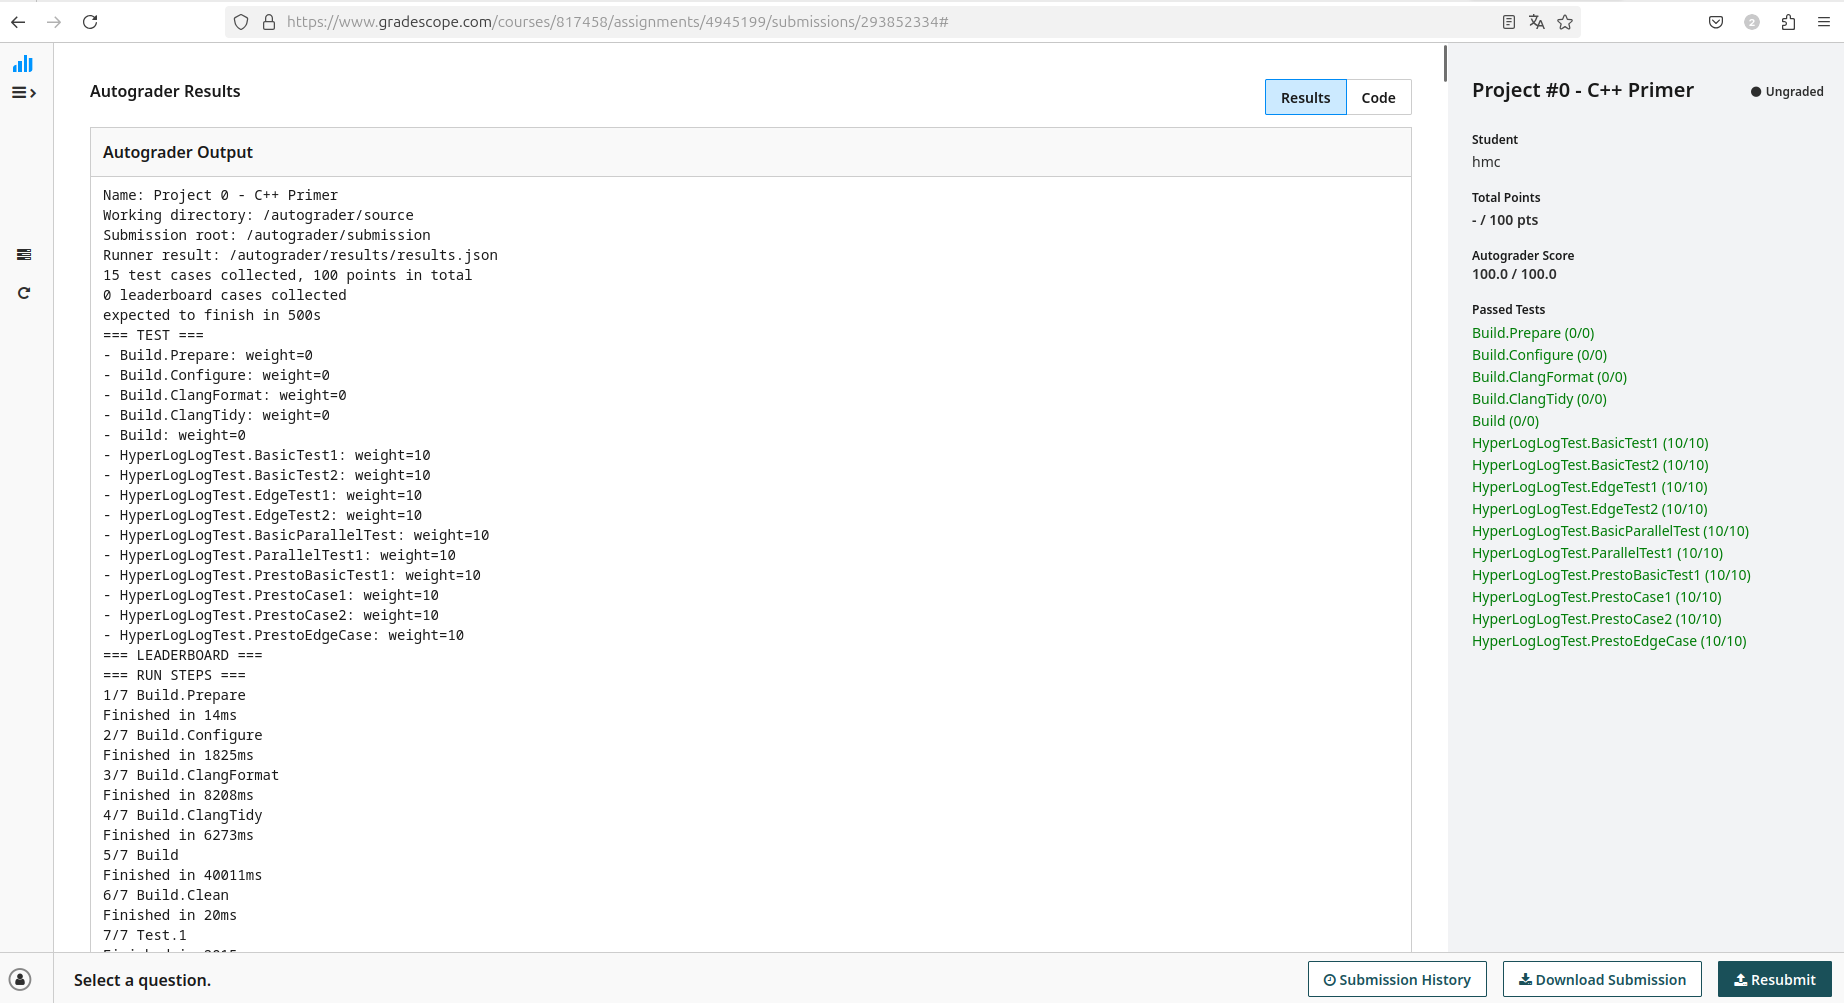 https://www.gradescope.com/courses/817458/assignments/4945199/submissions/293852334#
2
Autograder Results
Results
Code
Autograder Output
Name: Project 0 - C++ Primer
Working directory: /autograder/source
Submission root: /autograder/submission
Runner result: /autograder/results/results.json
15 test cases collected, 100 points in total
0 leaderboard cases collected
expected to finish in 500s
=== TEST ===
- Build.Prepare: weight=0
- Build.Configure: weight=0
- Build.ClangFormat: weight=0
- Build.ClangTidy: weight=0
- Build: weight=0
- HyperLogLogTest.BasicTest1: weight=10
- HyperLogLogTest.BasicTest2: weight=10
- HyperLogLogTest.EdgeTest1: weight=10
- HyperLogLogTest.EdgeTest2: weight=10
- HyperLogLogTest.BasicParallelTest: weight=10
- HyperLogLogTest.ParallelTest1: weight=10
- HyperLogLogTest.PrestoBasicTest1: weight=10
- HyperLogLogTest.PrestoCase1: weight=10
- HyperLogLogTest.PrestoCase2: weight=10
- HyperLogLogTest.PrestoEdgeCase: weight=10
=== LEADERBOARD ===
=== RUN STEPS ===
1/7 Build.Prepare
Finished in 14ms
2/7 Build.Configure
Finished in 1825ms
3/7 Build.ClangFormat
Finished in 8208ms
4/7 Build.ClangTidy
Finished in 6273ms
5/7 Build
Finished in 40011ms
6/7 Build.Clean
Finished in 20ms
7/7 Test.1
Project #0 - C++ Primer
Ungraded
Student
hmc
Total Points
- / 100 pts
Autograder Score
100.0 / 100.0
Passed Tests
Build.Prepare (0/0)
Build.Configure (0/0)
Build.ClangFormat (0/0)
Build.ClangTidy (0/0)
Build (0/0)
HyperLogLogTest.BasicTest1 (10/10)
HyperLogLogTest.BasicTest2 (10/10)
HyperLogLogTest.EdgeTest1 (10/10)
HyperLogLogTest.EdgeTest2 (10/10)
HyperLogLogTest.BasicParallelTest (10/10)
HyperLogLogTest.ParallelTest1 (10/10)
HyperLogLogTest.PrestoBasicTest1 (10/10)
HyperLogLogTest.PrestoCase1 (10/10)
HyperLogLogTest.PrestoCase2 (10/10)
HyperLogLogTest.PrestoEdgeCase (10/10)
Select a question.
Submission History
Download Submission
Resubmit